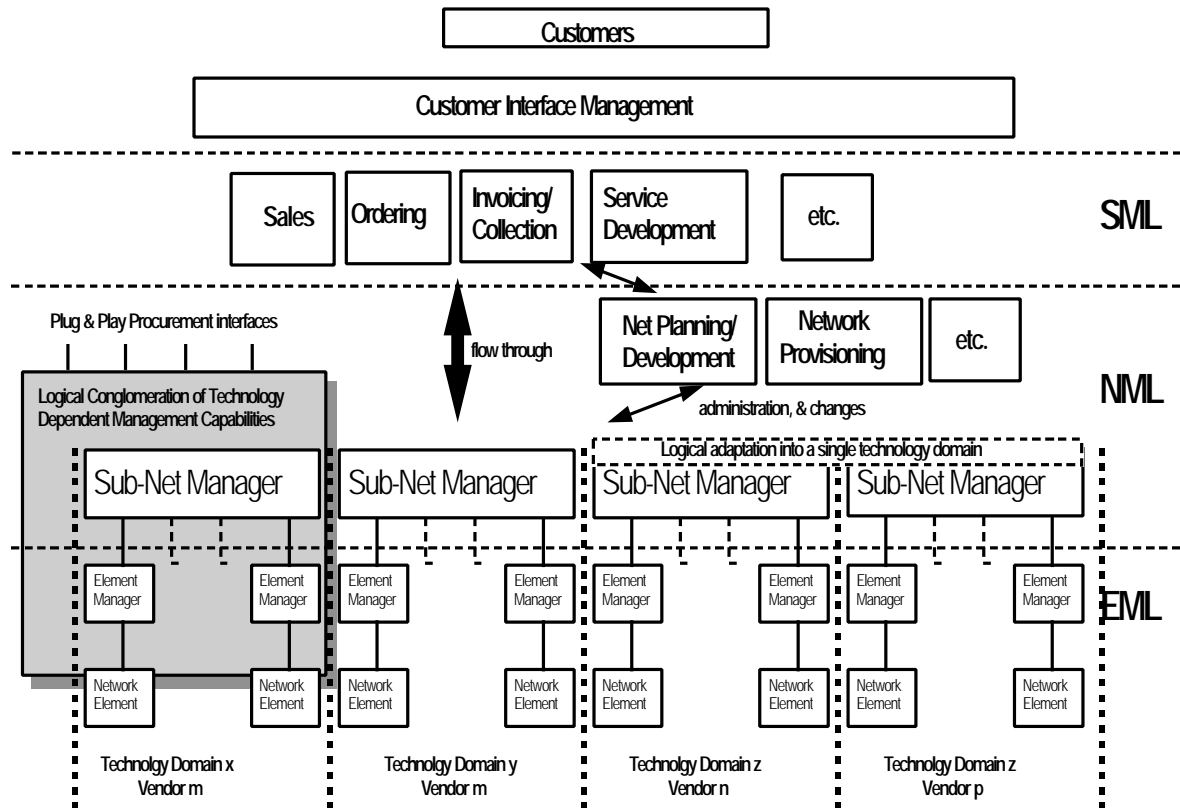 Customers
Customer Interface Management
Sales
Ordering
Invoicing/
Collection
Service
Development
etc.
SML
Plug & Play Procurement interfaces
flow through
Net Planning/
Development
Network
Provisioning
etc.
NML
Logical Conglomeration of Technology
Dependent Management Capabilities
administration, & changes
Logical adaptation into a single technology domain
Sub-Net Manager
Sub-Net Manager
Sub-Net Manager
Sub-Net Manager
Element
Manager
Element
Manager
Element
Manager
Element
Manager
Element
Manager
Element
Manager
Element
Manager
Element
Manager
EML
Network
Element
Network
Element
Network
Element
Network
Element
Network
Element
Network
Element
Network
Element
Network
Element
Technolgy Domain x
Vendor m
Technolgy Domain y
Vendor m
Technolgy Domain z
Vendor n
Technolgy Domain z
Vendor p